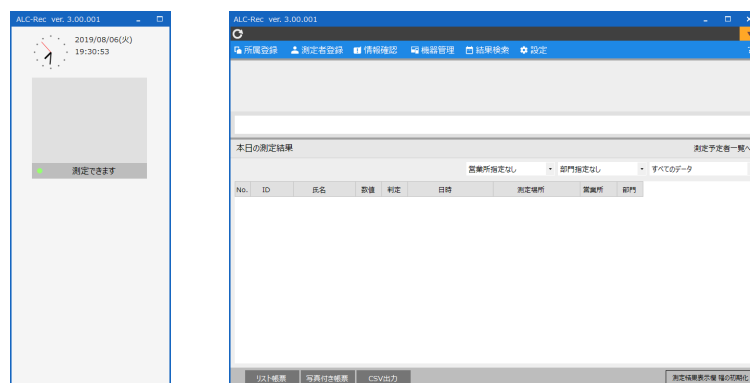 ALC-Rec ver. 3.00.001
2019/08/06(火)
19:30:53
測定できます
ALC-Rec ver. 3.00.001
所属登録 測定者登録 情報確認 機器管理 結果検索 設定
本日の測定結果 測定予定者一覧へ
営業所指定なし 部門指定なし すべてのデータ
No. ID 氏名 数値 判定 日時 測定場所 営業所 部門
リスト帳票 写真付き帳票 CSV出力 測定結果表示欄 幅の初期化